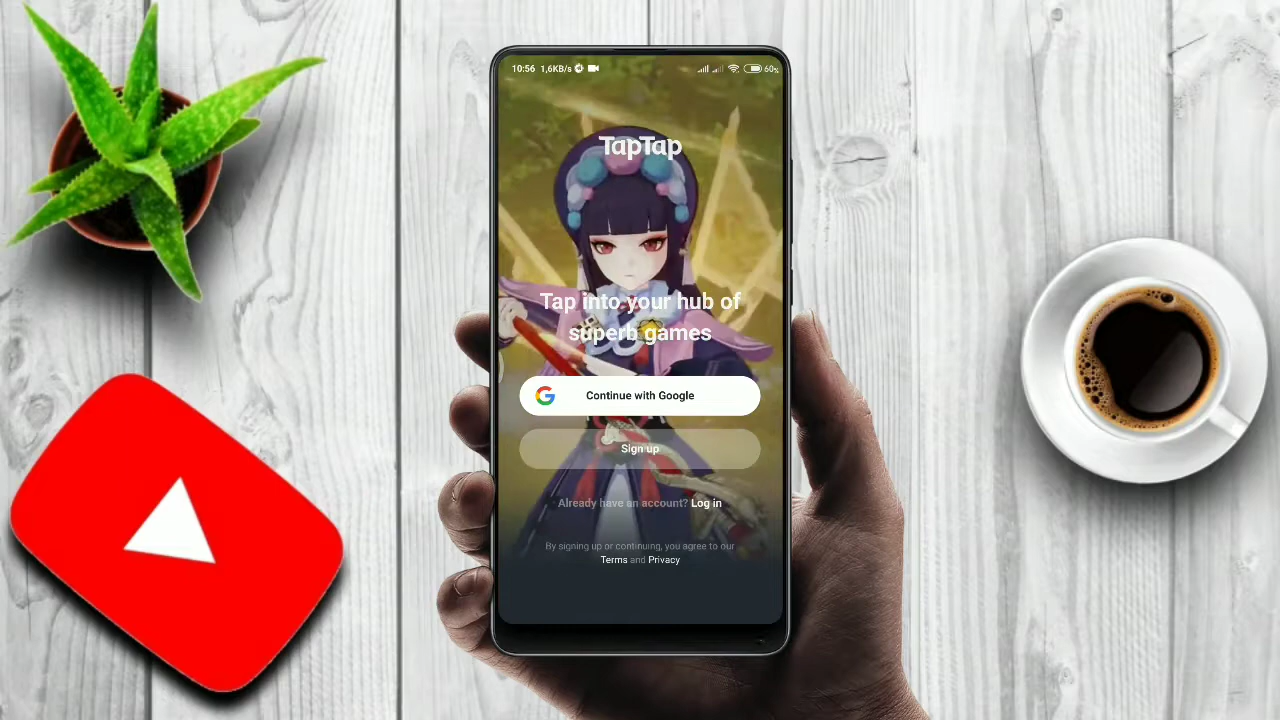 10:56 1,6KB/s 60%
TapTap
Tap into your hub of
superb games
Continue with Google
Sign up
Already have an account? Log in
By signing up or continuing, you agree to our
Terms and Privacy